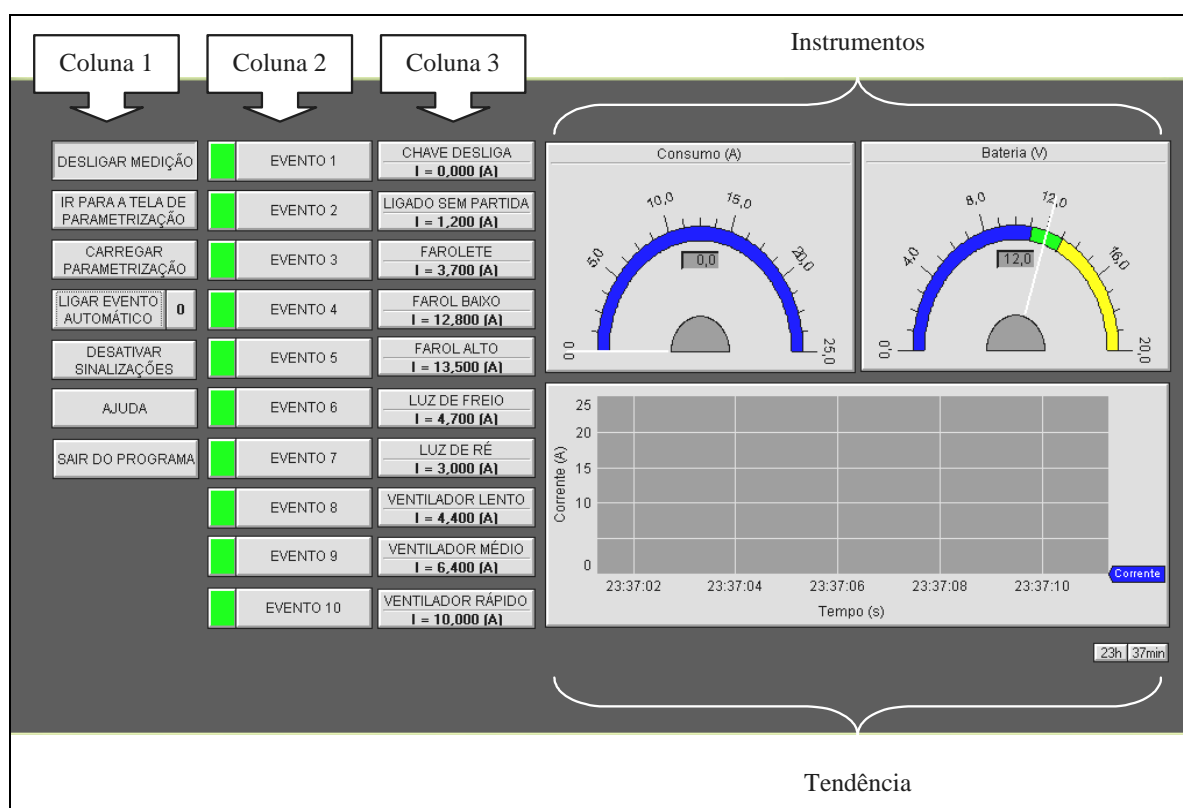 Instrumentos
Coluna 1
Coluna 2
Coluna 3
DESLIGAR MEDIÇÃO
IR PARA A TELA DE
PARAMETRIZAÇÃO
CARREGAR
PARAMETRIZAÇÃO
LIGAR EVENTO
AUTOMÁTICO
0
DESATIVAR
SINALIZAÇÕES
AJUDA
SAIR DO PROGRAMA
EVENTO 1
EVENTO 2
EVENTO 3
EVENTO 4
EVENTO 5
EVENTO 6
EVENTO 7
EVENTO 8
EVENTO 9
EVENTO 10
CHAVE DESLIGA
I = 0,000 (A)
LIGADO SEM PARTIDA
I = 1,200 (A)
FAROLETE
I = 3,700 (A)
FAROL BAIXO
I = 12,800 (A)
FAROL ALTO
I = 13,500 (A)
LUZ DE FREIO
I = 4,700 (A)
LUZ DE RÉ
I = 3,000 (A)
VENTILADOR LENTO
I = 4,400 (A)
VENTILADOR MÉDIO
I = 6,400 (A)
VENTILADOR RÁPIDO
I = 10,000 (A)
Consumo (A)
0,0
5,0
10,0
15,0
20,0
25,0
0,0
Bateria (V)
0,0
4,0
8,0
12,0
16,0
20,0
12,0
25
20
15
10
0
Corrente (A)
23:37:02
23:37:04
23:37:06
23:37:08
23:37:10
Tempo (s)
Corrente
23h
37min
Tendência